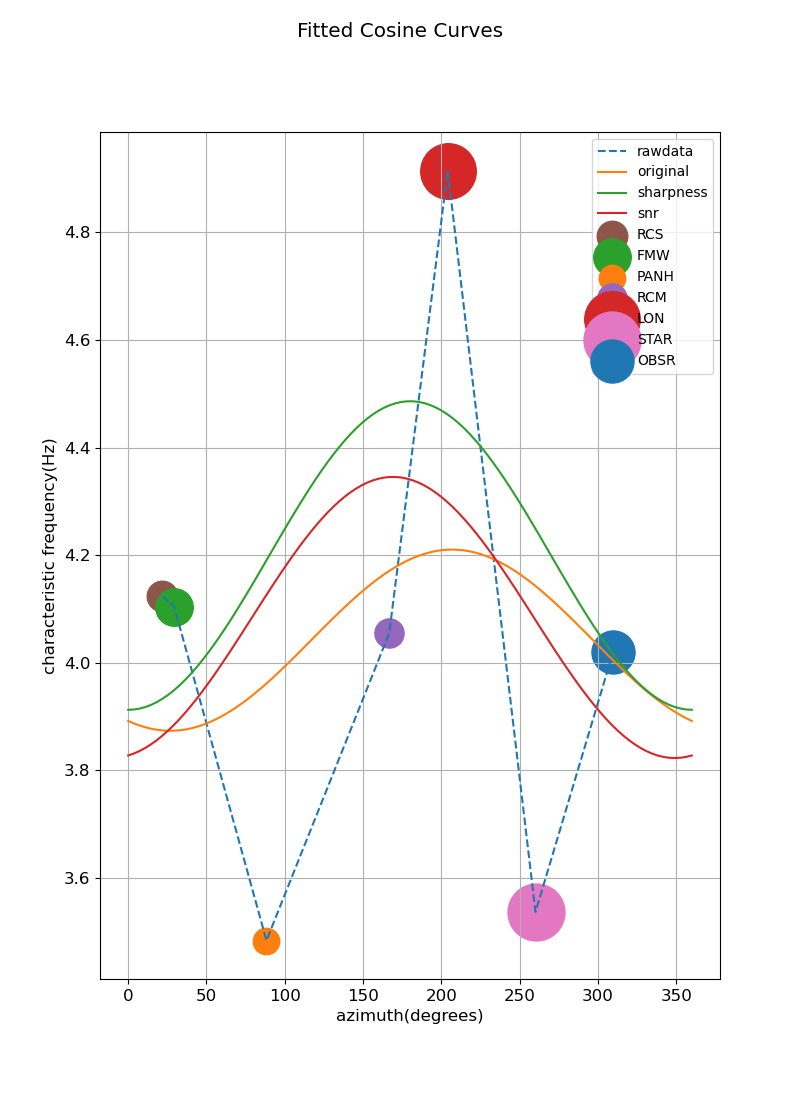 Fitted Cosine Curves
rawdata
original
sharpness
snr
RCS
FMW
PANH
RCM
LON
STAR
OBSR
characteristic frequency(Hz)
4.8
4.6
4.4
4.2
4.0
3.8
3.6
0 50 100 150 200 250 300 350
azimuth(degrees)